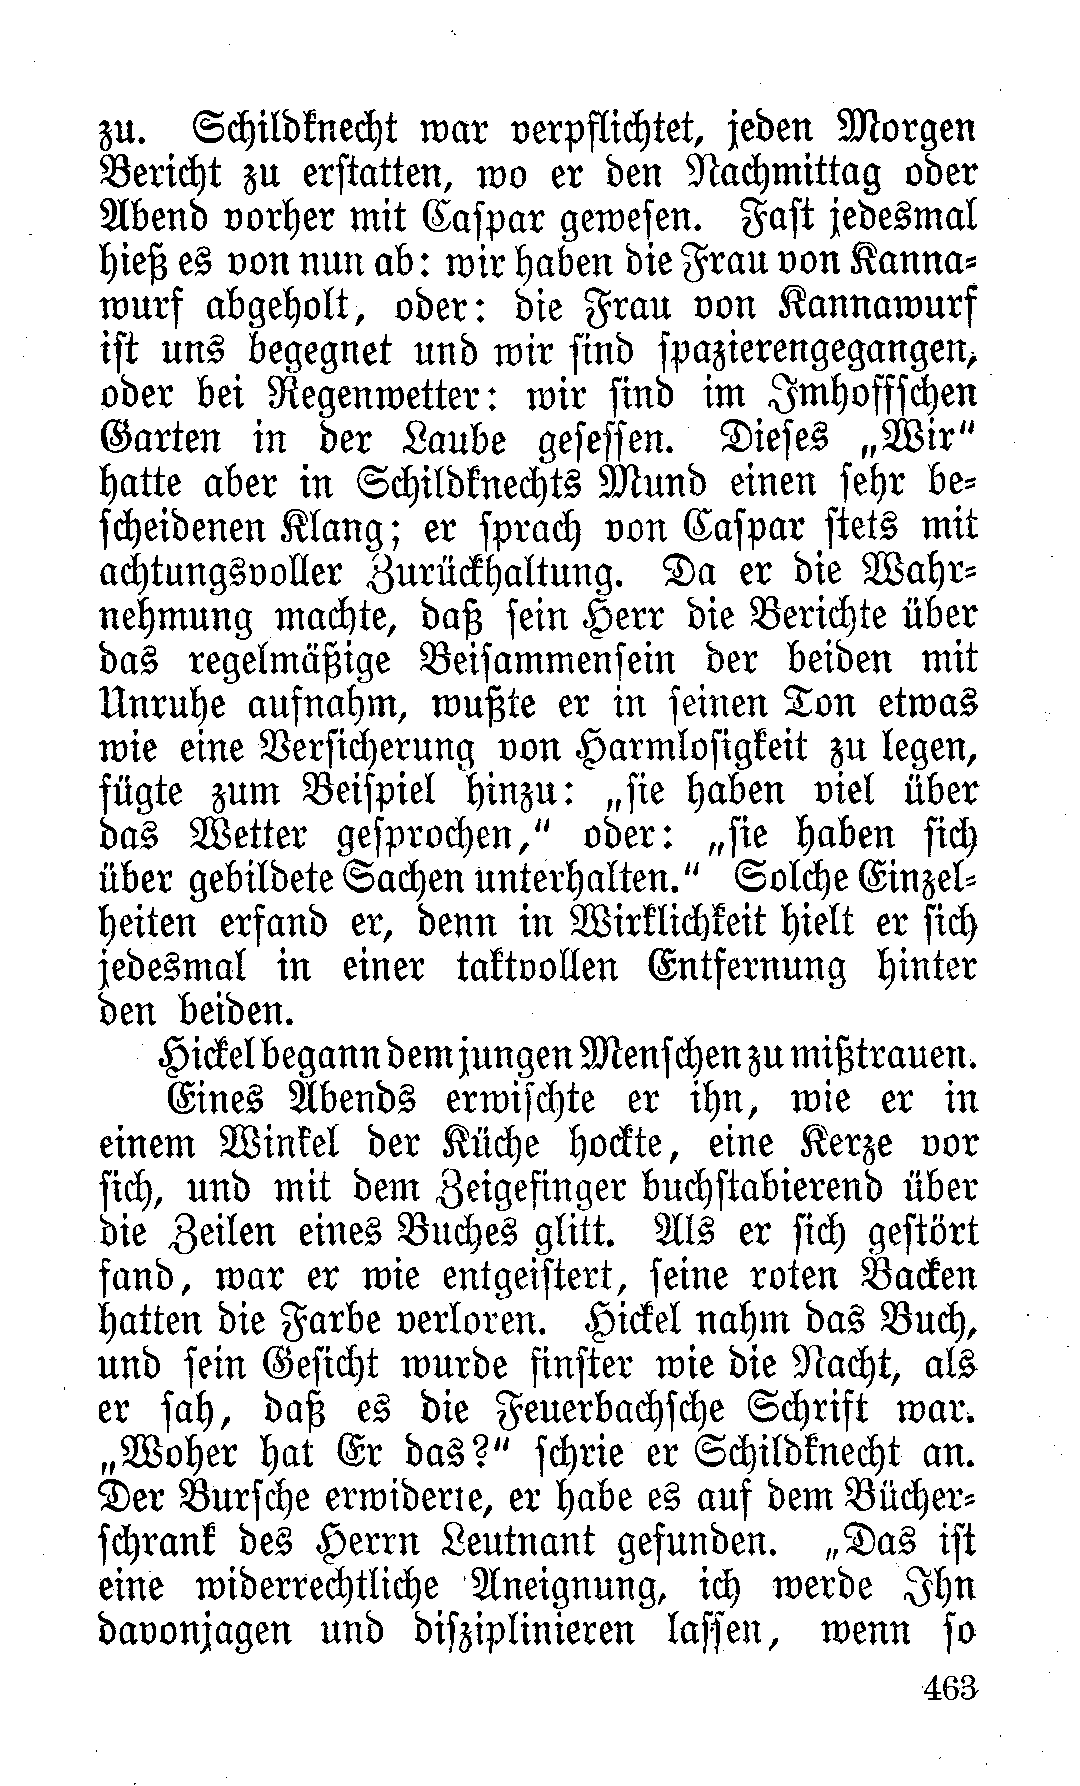 zu. Schildknecht war verpflichtet, jeden Morgen
Bericht zu erstatten, wo er den Nachmittag oder
Abend vorher mit Caspar gewesen. Fast jedesmal
hieß es von nun ab: wir haben die Frau von Kanna-
wurf abgeholt, oder: die Frau von Kannawurf
ist uns begegnet und wir sind spazierengegangen,
oder bei Regenwetter: wir sind im Imhoffschen
Garten in der Laube gesessen. Dieses „Wir“
hatte aber in Schildknechts Mund einen sehr be-
scheidenen Klang; er sprach von Caspar stets mit
achtungsvoller Zurückhaltung. Da er die Wahr-
nehmung machte, daß sein Herr die Berichte über
das regelmäßige Beisammensein der beiden mit
Unruhe aufnahm, wußte er in seinen Ton etwas
wie eine Versicherung von Harmlosigkeit zu legen,
fügte zum Beispiel hinzu: „sie haben viel über
das Wetter gesprochen,“ oder: „sie haben sich
über gebildete Sachen unterhalten.“ Solche Einzel-
heiten erfand er, denn in Wirklichkeit hielt er sich
jedesmal in einer taktvollen Entfernung hinter
den beiden.
Hickel begann dem jungen Menschen zu mißtrauen.
Eines Abends erwischte er ihn, wie er in
einem Winkel der Küche hockte, eine Kerze vor
sich, und mit dem Zeigefinger buchstabierend über
die Zeilen eines Buches glitt. Als er sich gestört
fand, war er wie entgeistert, seine roten Backen
hatten die Farbe verloren. Hickel nahm das Buch,
und sein Gesicht wurde finster wie die Nacht, als
er sah, daß es die Feuerbachsche Schrift war.
„Woher hat Er das?“ schrie er Schildknecht an.
Der Bursche erwiderte, er habe es auf dem Bücher-
schrank des Herrn Leutnant gefunden. „Das ist
eine widerrechtliche Aneignung, ich werde Ihn
davonjagen und disziplinieren lassen, wenn so
463